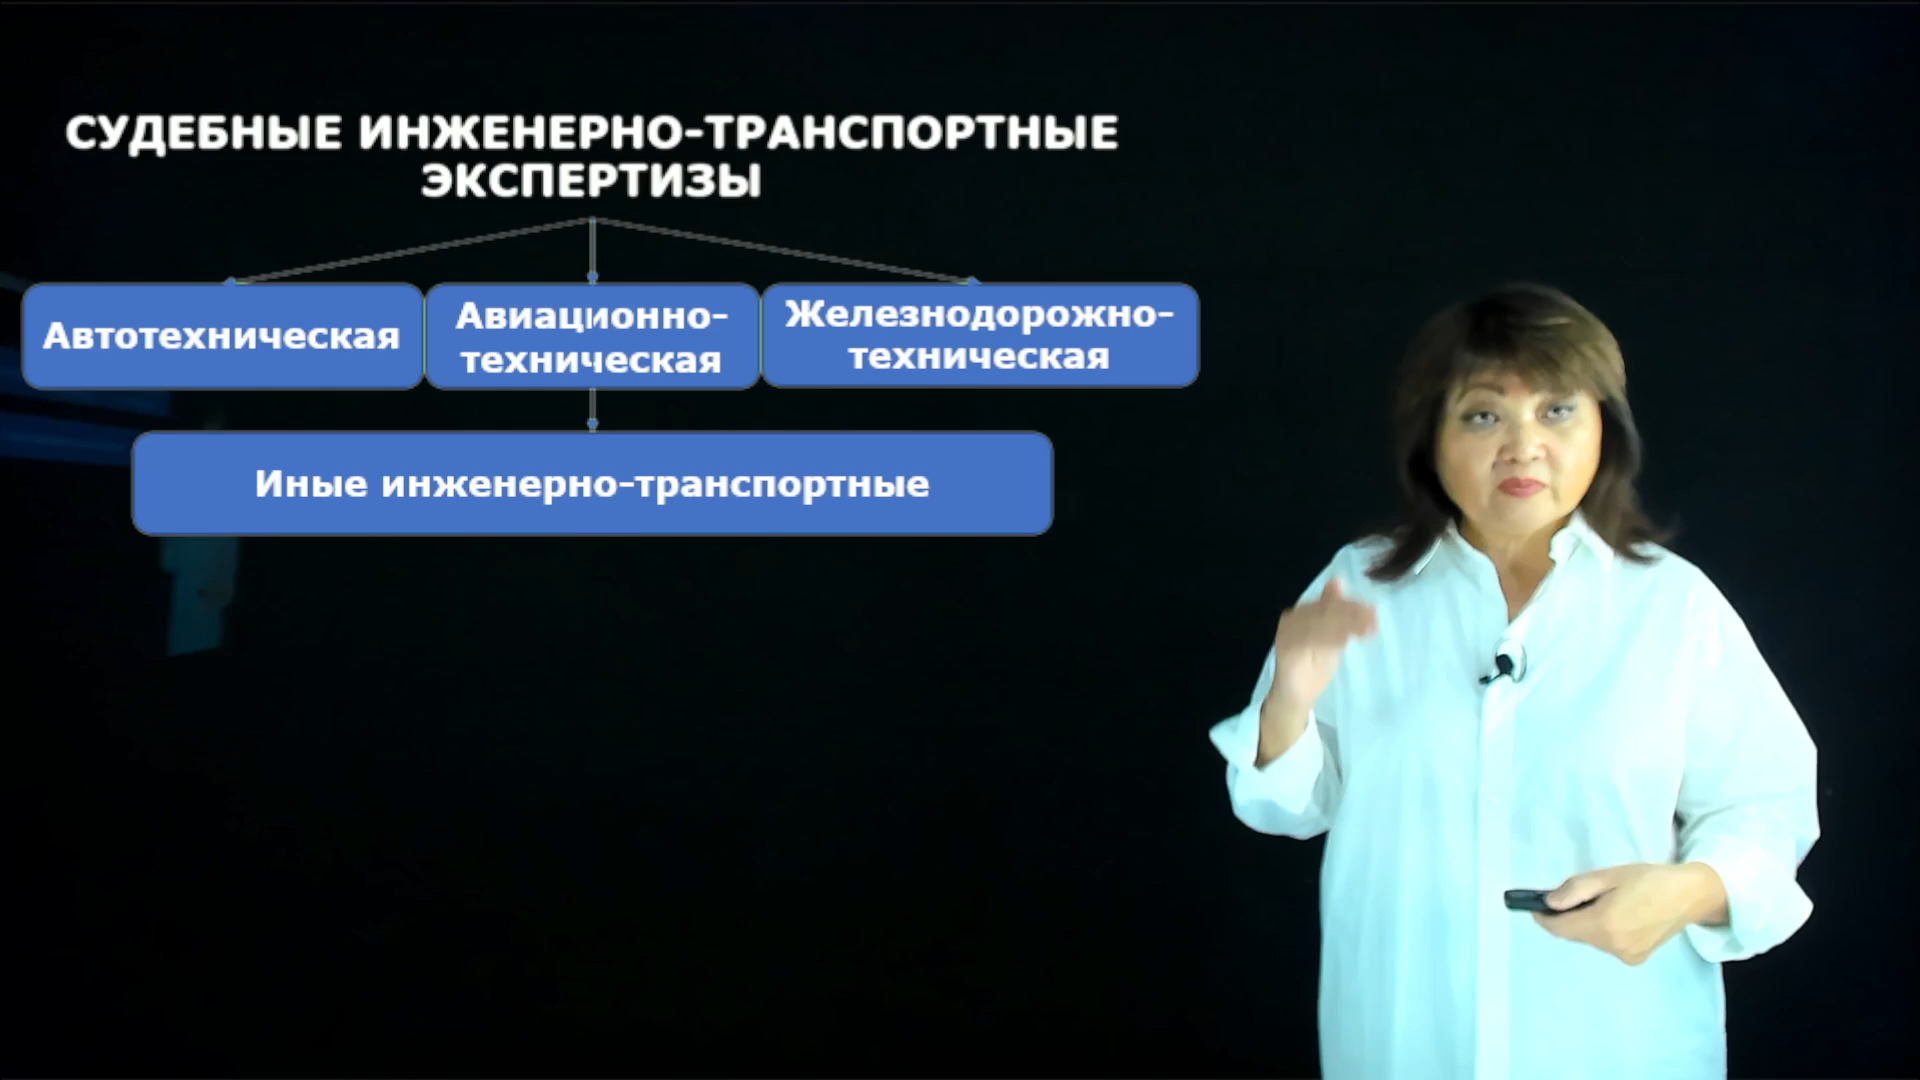 СУДЕБНЫЕ ИНЖЕНЕРНО-ТРАНСПОРТНЫЕ
ЭКСПЕРТИЗЫ
Автотехническая
Авиационно-
техническая
Железнодорожно-
техническая
Иные инженерно-транспортные